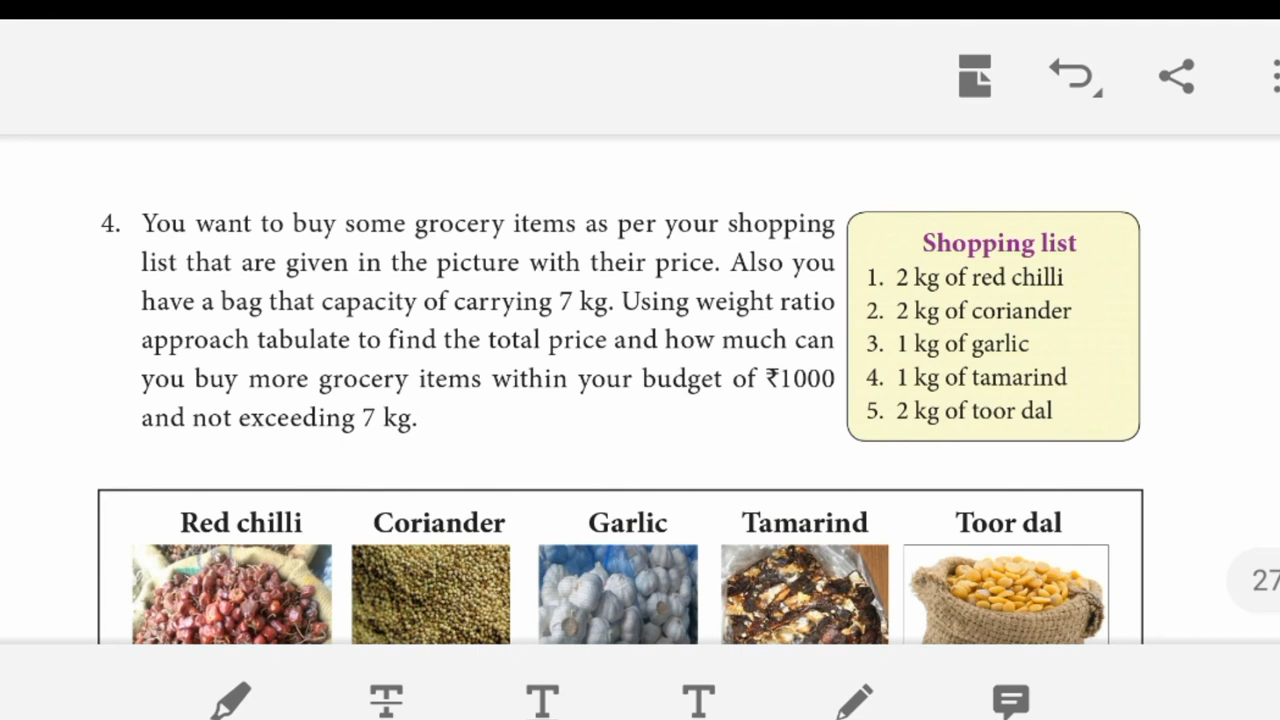 4. You want to buy some grocery items as per your shopping
list that are given in the picture with their price. Also you
have a bag that capacity of carrying 7 kg. Using weight ratio
approach tabulate to find the total price and how much can
you buy more grocery items within your budget of ₹1000
and not exceeding 7 kg.
Shopping list
1. 2 kg of red chilli
2. 2 kg of coriander
3. 1 kg of garlic
4. 1 kg of tamarind
5. 2 kg of toor dal
Red chilli Coriander Garlic Tamarind Toor dal
27
T T T